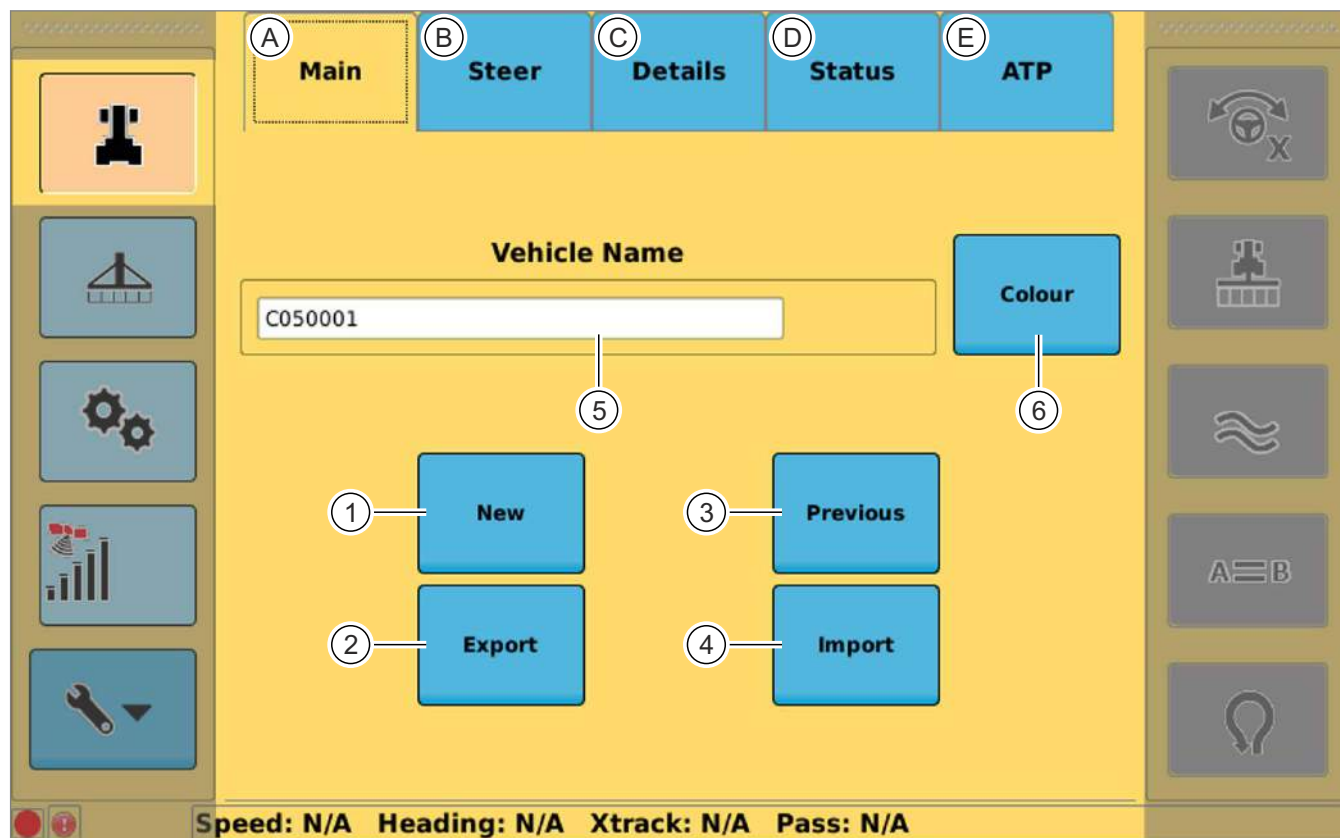 A B C D E
Main Steer Details Status ATP
X
Vehicle Name
Colour
C050001
5 6
1 New 3 Previous
A B
2 Export 4 Import
Speed: N/A Heading: N/A Xtrack: N/A Pass: N/A